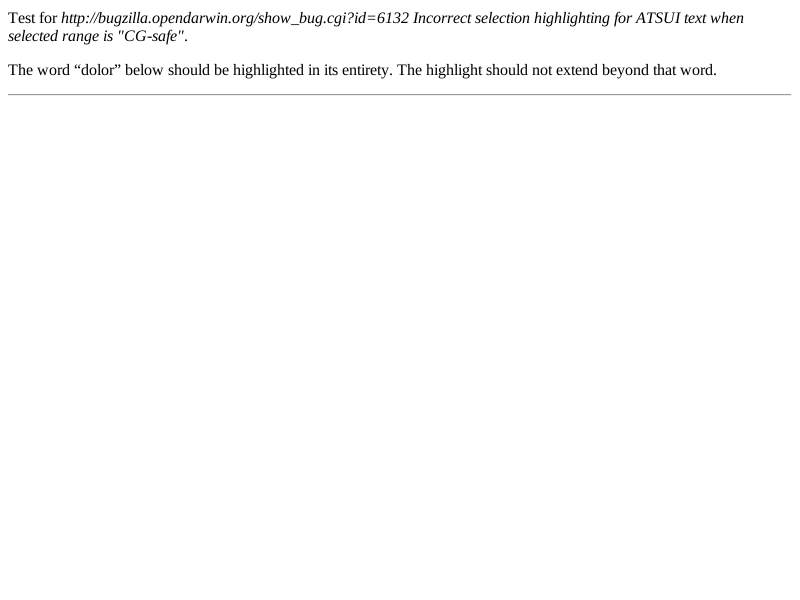 Test for http://bugzilla.opendarwin.org/show_bug.cgi?id=6132 Incorrect selection highlighting for ATSUI text when
selected range is "CG-safe".
The word “dolor” below should be highlighted in its entirety. The highlight should not extend beyond that word.